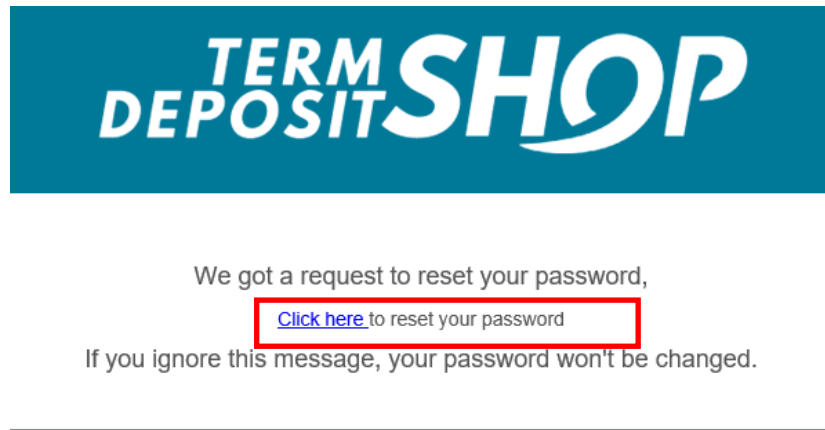 TERM
DEPOSIT SHOP
We got a request to reset your password,
Click here to reset your password
If you ignore this message, your password won't be changed.